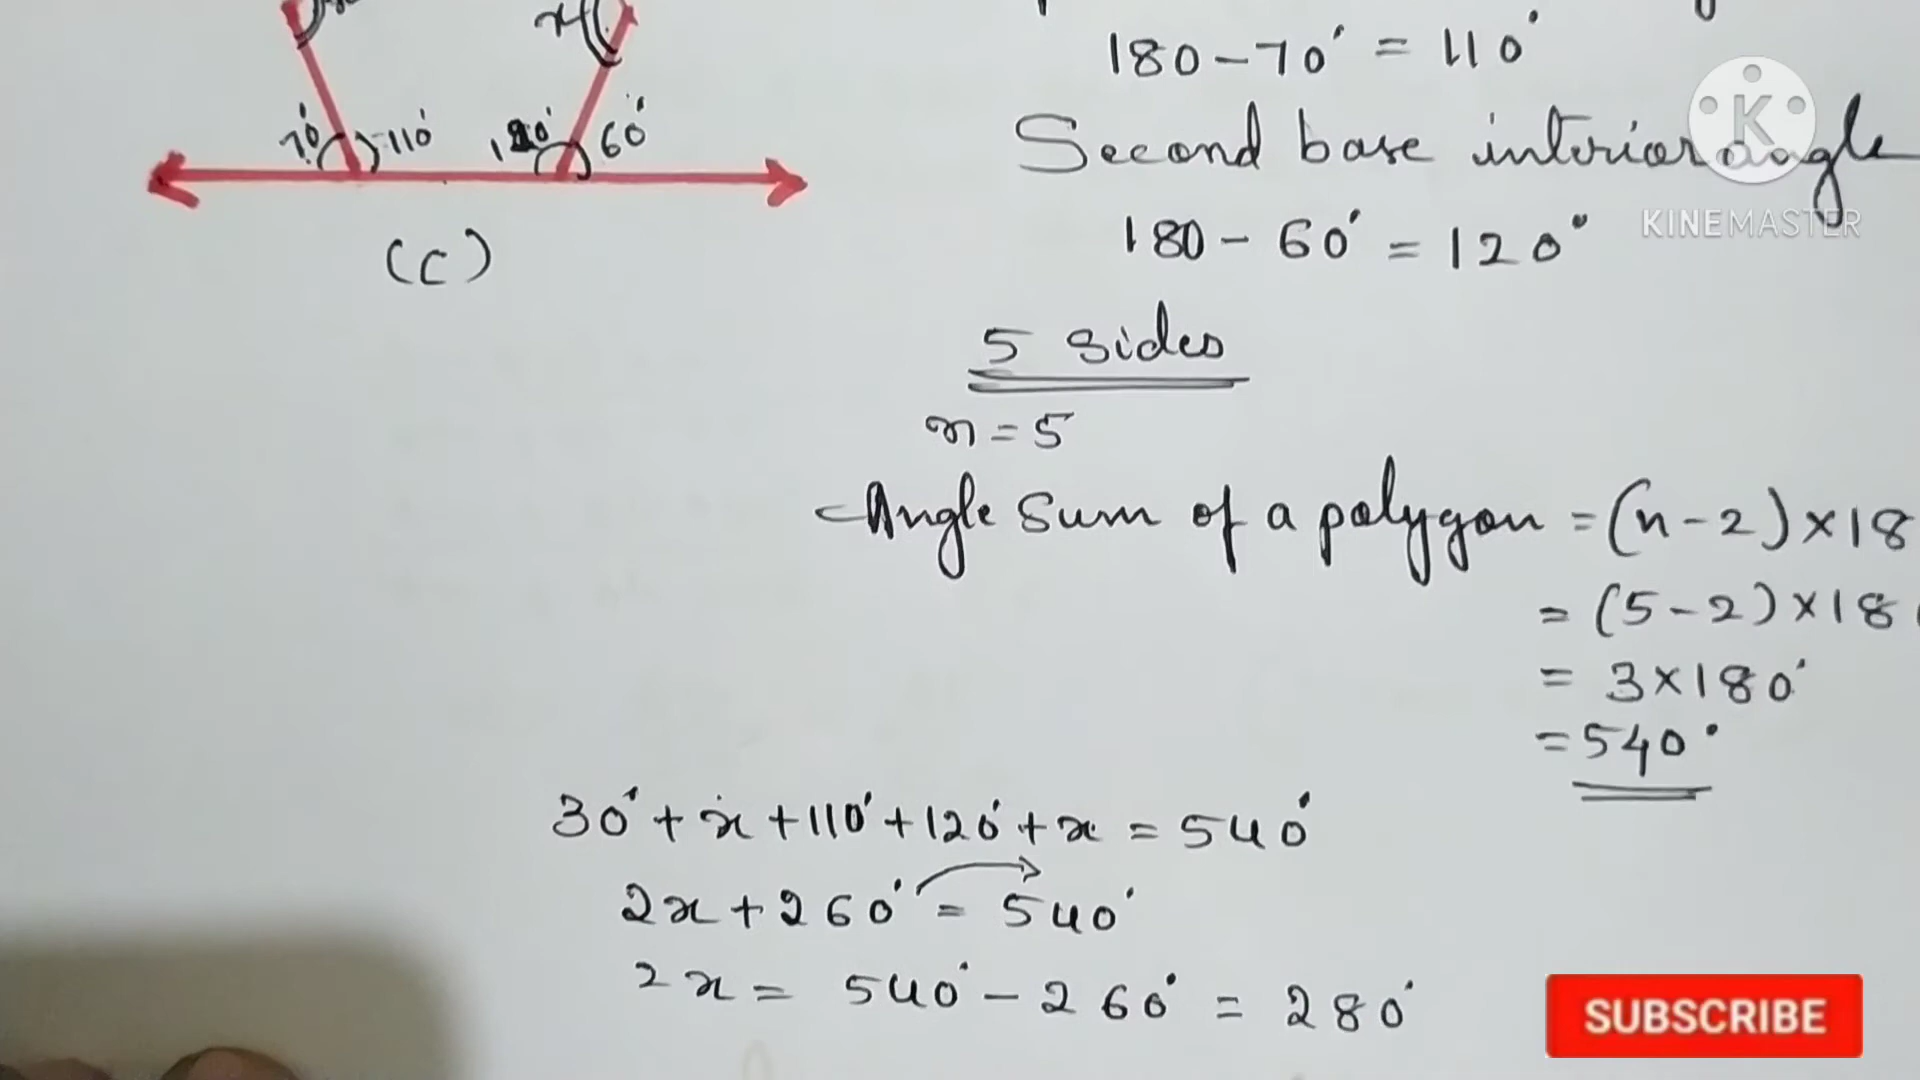 x
70° 110° 120° 60°
(C)
180-70° = 110°
Second base interior angle
180 - 60° = 120°
5 sides
n = 5
Angle sum of a polygon = (n-2)×18
= (5-2)×18
= 3×180°
= 540°
30° + x + 110° + 120° + x = 540°
2x + 260° = 540°
2x = 540° - 260° = 280°
K
KINEMASTER
SUBSCRIBE